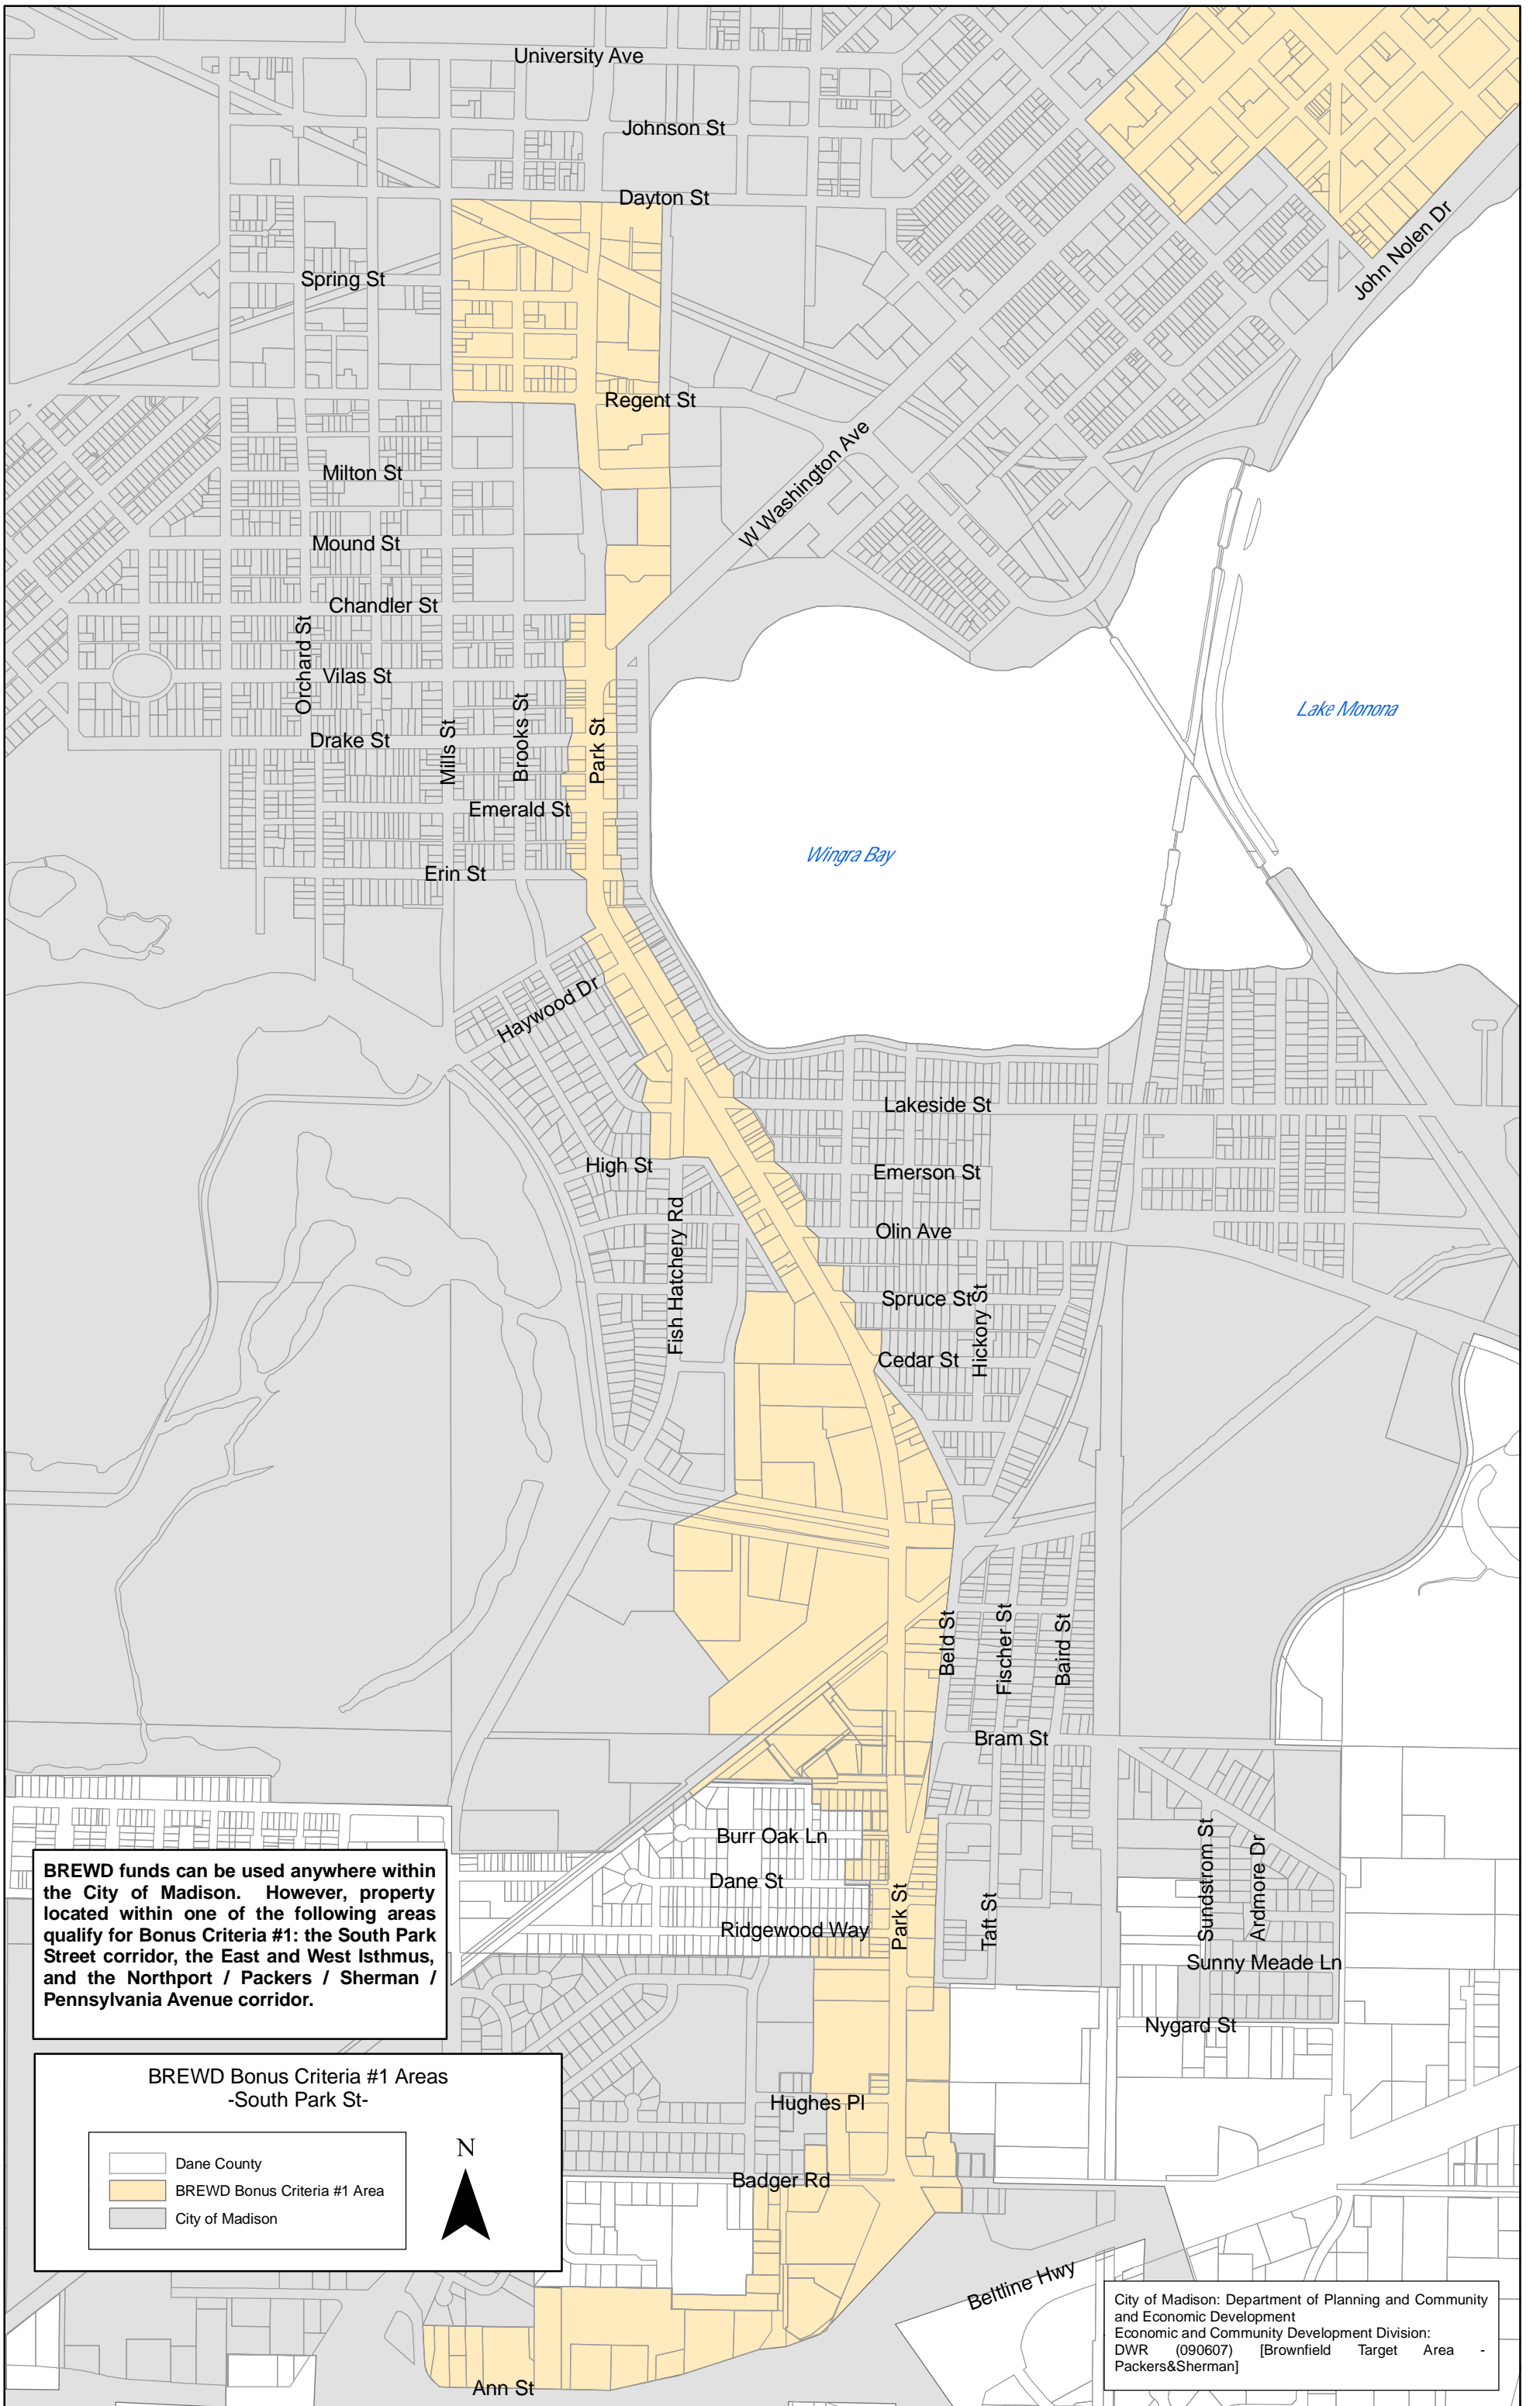 University Ave
Johnson St
Dayton St
John Nolen Dr
Spring St
Regent St
W Washington Ave
Milton St
Mound St
Chandler St
Orchard St
Vilas St
Lake Monona
Mills St
Brooks St
Park St
Drake St
Emerald St
Wingra Bay
Erin St
Haywood Dr
Lakeside St
High St
Emerson St
Fish Hatchery Rd
Olin Ave
Spruce St
Hickory St
Cedar St
Beld St
Fischer St
Baird St
Bram St
Burr Oak Ln
Sundstrom St
Ardmore Dr
Dane St
Park St
Taft St
Ridgewood Way
Sunny Meade Ln
Nygard St
BREWD funds can be used anywhere within
the City of Madison. However, property
located within one of the following areas
qualify for Bonus Criteria #1: the South Park
Street corridor, the East and West Isthmus,
and the Northport / Packers / Sherman /
Pennsylvania Avenue corridor.
BREWD Bonus Criteria #1 Areas
-South Park St-
N
Dane County
BREWD Bonus Criteria #1 Area
City of Madison
Hughes Pl
Badger Rd
Beltline Hwy
Ann St
City of Madison: Department of Planning and Community
and Economic Development
Economic and Community Development Division:
DWR (090607) [Brownfield Target Area -
Packers&Sherman]